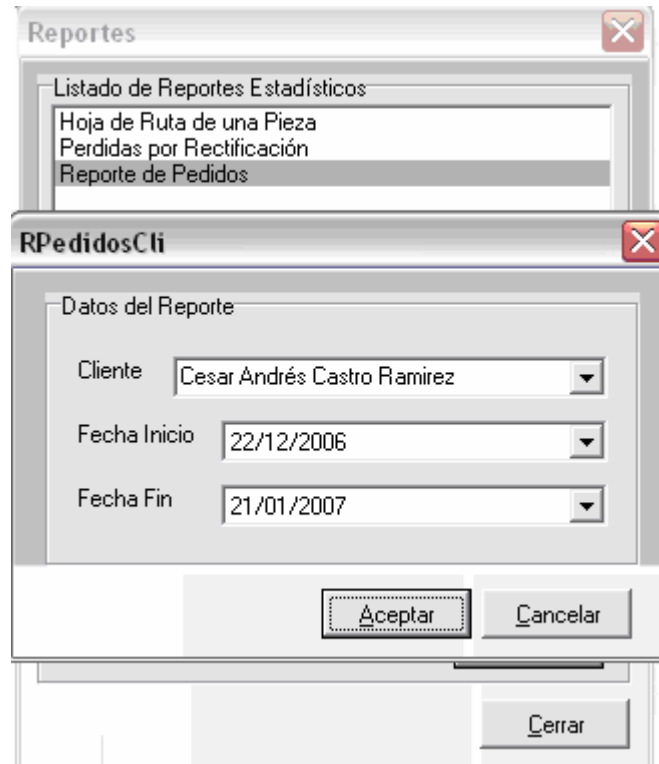 Reportes
Listado de Reportes Estadísticos
Hoja de Ruta de una Pieza
Perdidas por Rectificación
Reporte de Pedidos
RPedidosCli
Datos del Reporte
Cliente Cesar Andrés Castro Ramirez
Fecha Inicio 22/12/2006
Fecha Fin 21/01/2007
Aceptar Cancelar
Cerrar